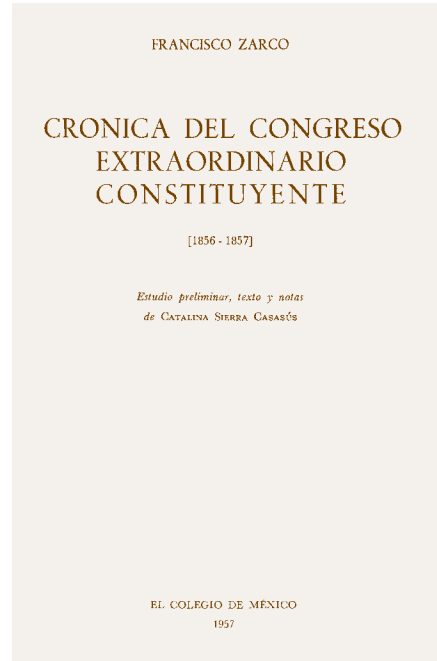 FRANCISCO ZARCO
CRONICA DEL CONGRESO
EXTRAORDINARIO
CONSTITUYENTE
[1856 - 1857]
Estudio preliminar, texto y notas
de CATALINA SIERRA CASASÚS
EL COLEGIO DE MÉXICO
1957